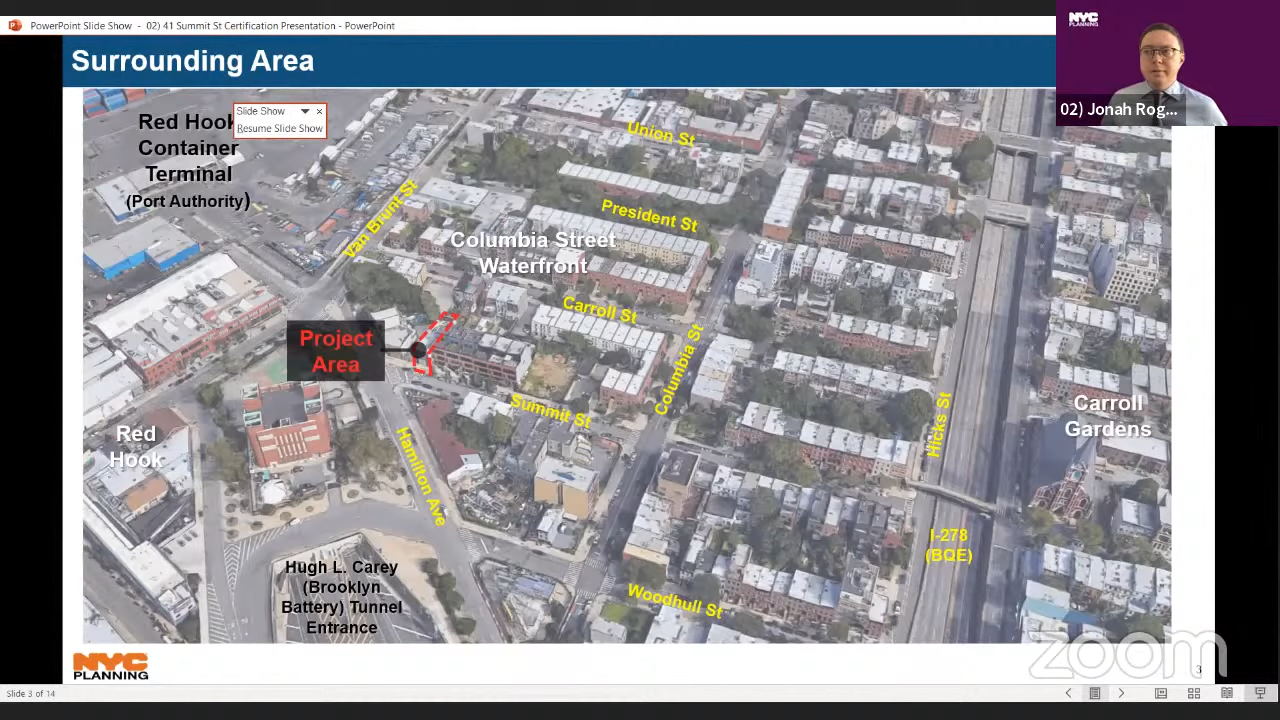 PowerPoint Slide Show - 02) 41 Summit St Certification Presentation - PowerPoint
NYC
PLANNING
02) Jonah Rog...
Surrounding Area
Slide Show
Resume Slide Show
Red Hook
Container
Terminal
(Port Authority)
Union St
Van Brunt St
President St
Columbia Street
Waterfront
Carroll St
Project
Area
Columbia St
Summit St
Hicks St
Carroll
Gardens
Red
Hook
Hamilton Ave
I-278
(BQE)
Hugh L. Carey
(Brooklyn
Battery) Tunnel
Entrance
Woodhull St
zoom
NYC
PLANNING
3
Slide 3 of 14